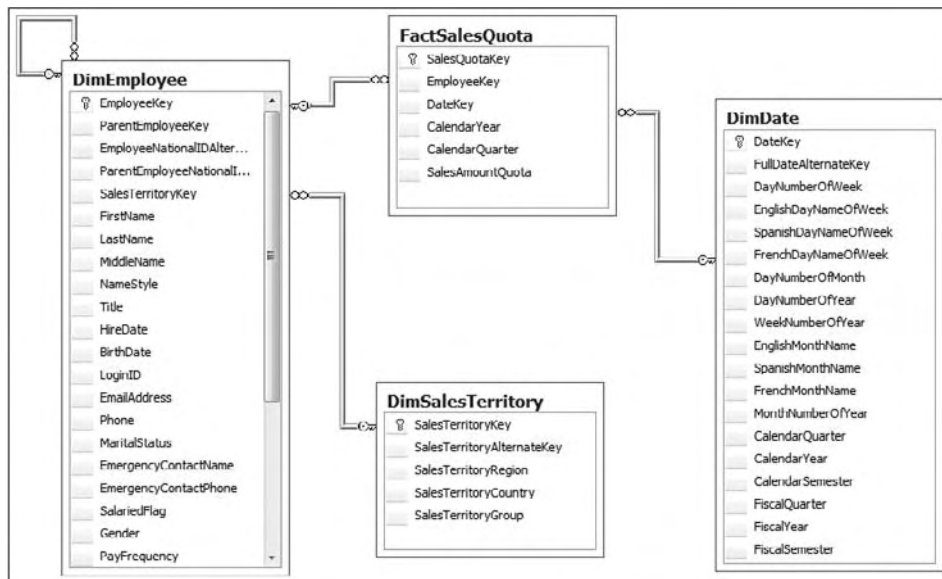 DimEmployee
EmployeeKey
ParentEmployeeKey
EmployeeNationalIDAlter...
ParentEmployeeNationalI...
SalesTerritoryKey
FirstName
LastName
MiddleName
NameStyle
Title
HireDate
BirthDate
LoginID
EmailAddress
Phone
MaritalStatus
EmergencyContactName
EmergencyContactPhone
SalariedFlag
Gender
PayFrequency
FactSalesQuota
SalesQuotaKey
EmployeeKey
DateKey
CalendarYear
CalendarQuarter
SalesAmountQuota
DimSalesTerritory
SalesTerritoryKey
SalesTerritoryAlternateKey
SalesTerritoryRegion
SalesTerritoryCountry
SalesTerritoryGroup
DimDate
DateKey
FullDateAlternateKey
DayNumberOfWeek
EnglishDayNameOfWeek
SpanishDayNameOfWeek
FrenchDayNameOfWeek
DayNumberOfMonth
DayNumberOfYear
WeekNumberOfYear
EnglishMonthName
SpanishMonthName
FrenchMonthName
MonthNumberOfYear
CalendarQuarter
CalendarYear
CalendarSemester
FiscalQuarter
FiscalYear
FiscalSemester